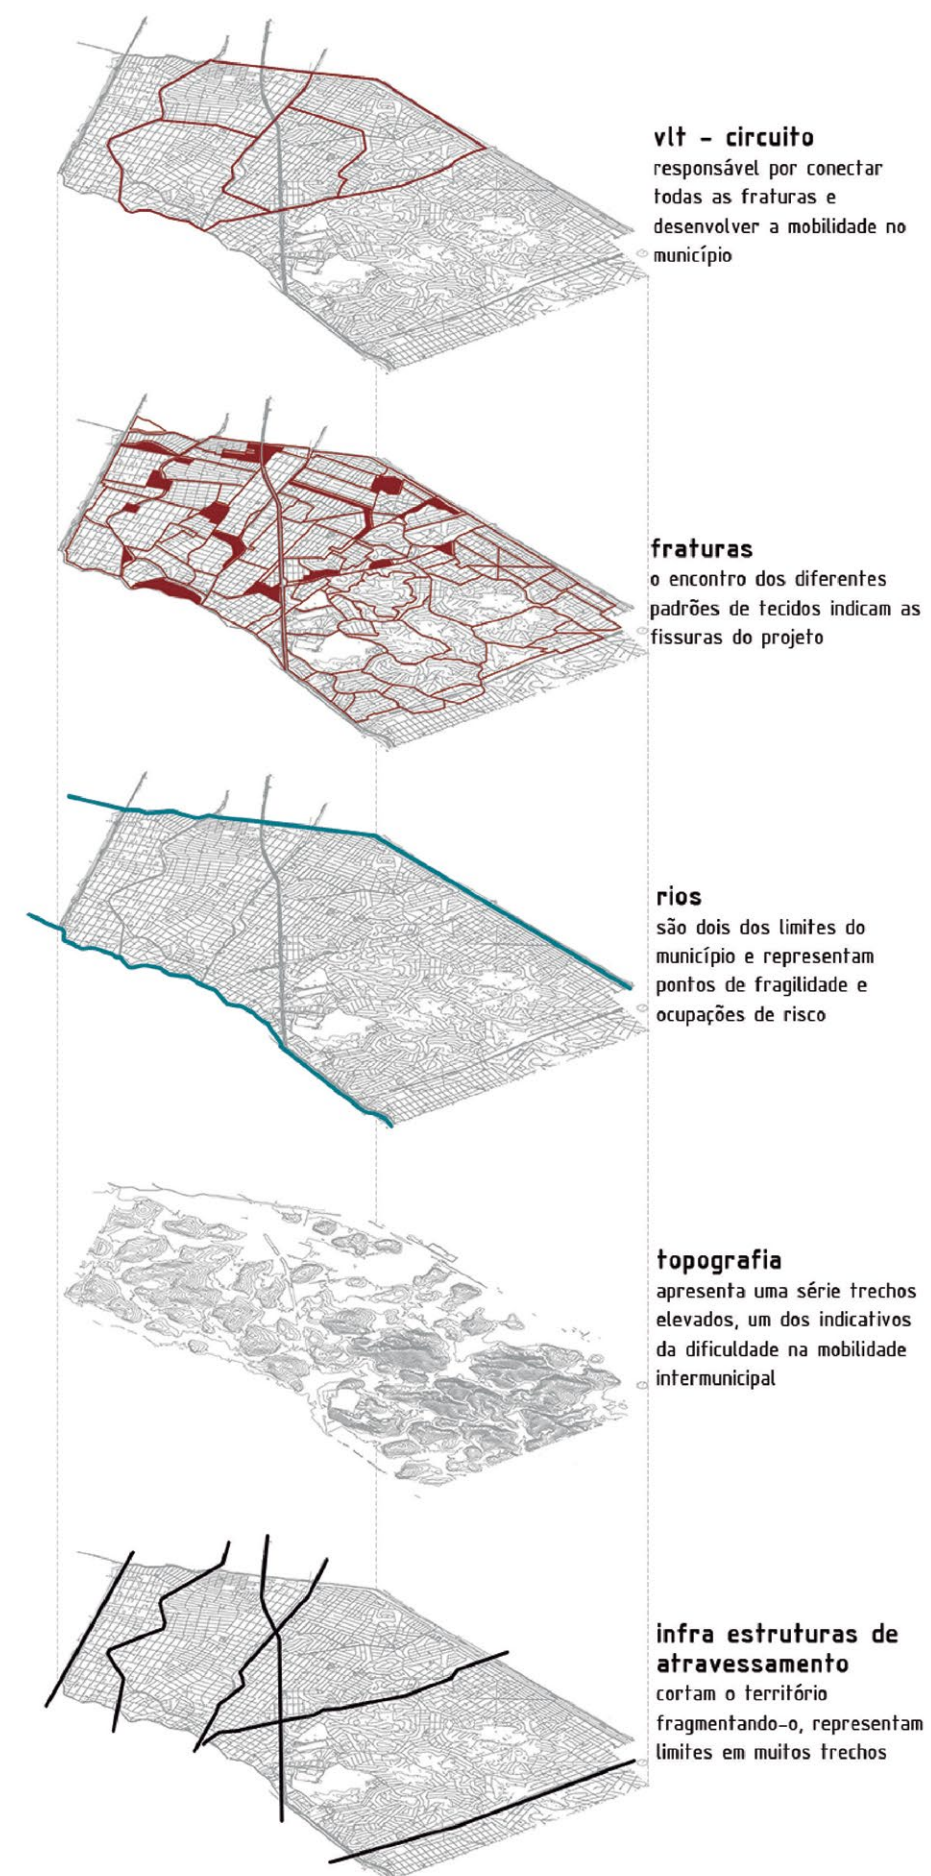 vlt - circuito
responsável por conectar
todas as fraturas e
desenvolver a mobilidade no
município
fraturas
o encontro dos diferentes
padrões de tecidos indicam as
fissuras do projeto
rios
são dois dos limites do
município e representam
pontos de fragilidade e
ocupações de risco
topografia
apresenta uma série trechos
elevados, um dos indicativos
da dificuldade na mobilidade
intermunicipal
infra estruturas de
atravessamento
cortam o território
fragmentando-o, representam
limites em muitos trechos